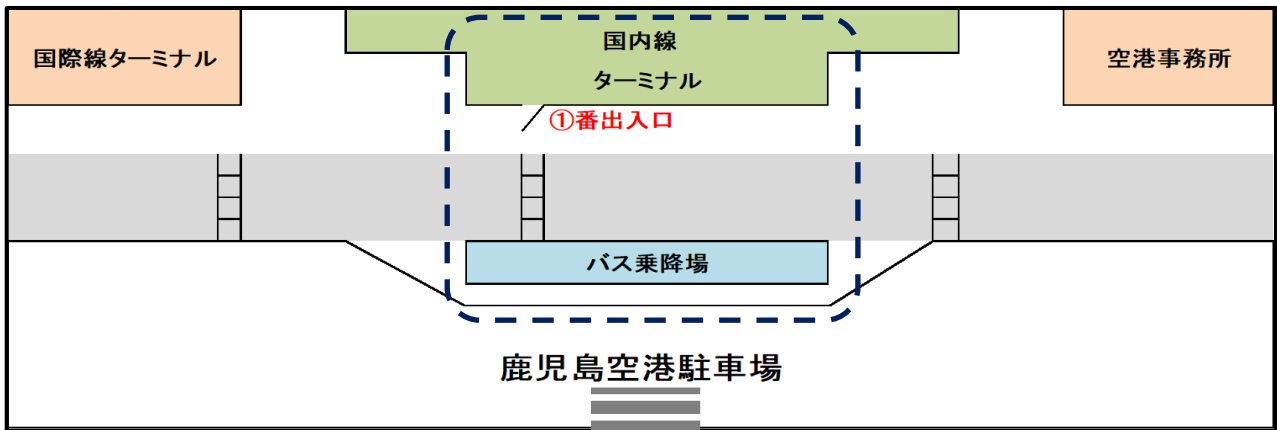 国際線ターミナル
国内線
ターミナル
空港事務所
①番出入口
バス乗降場
鹿児島空港駐車場